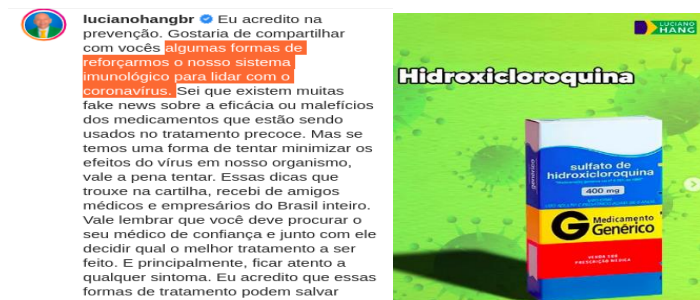 lucianohangbr Eu acredito na
prevenção. Gostaria de compartilhar
com vocês algumas formas de
reforçarmos o nosso sistema
imunológico para lidar com o
coronavírus. Sei que existem muitas
fake news sobre a eficácia ou malefícios
dos medicamentos que estão sendo
usados no tratamento precoce. Mas se
temos uma forma de tentar minimizar os
efeitos do vírus em nosso organismo,
vale a pena tentar. Essas dicas que
trouxe na cartilha, recebi de amigos
médicos e empresários do Brasil inteiro.
Vale lembrar que você deve procurar o
seu médico de confiança e junto com ele
decidir qual o melhor tratamento a ser
feito. E principalmente, ficar atento a
qualquer sintoma. Eu acredito que essas
formas de tratamento podem salvar
LUCIANO
HANG
Hidroxicloroquina
genérico
sulfato de
hidroxicloroquina
400 mg
G Medicamento
Genérico
VENDA SOB
PRESCRIÇÃO MÉDICA